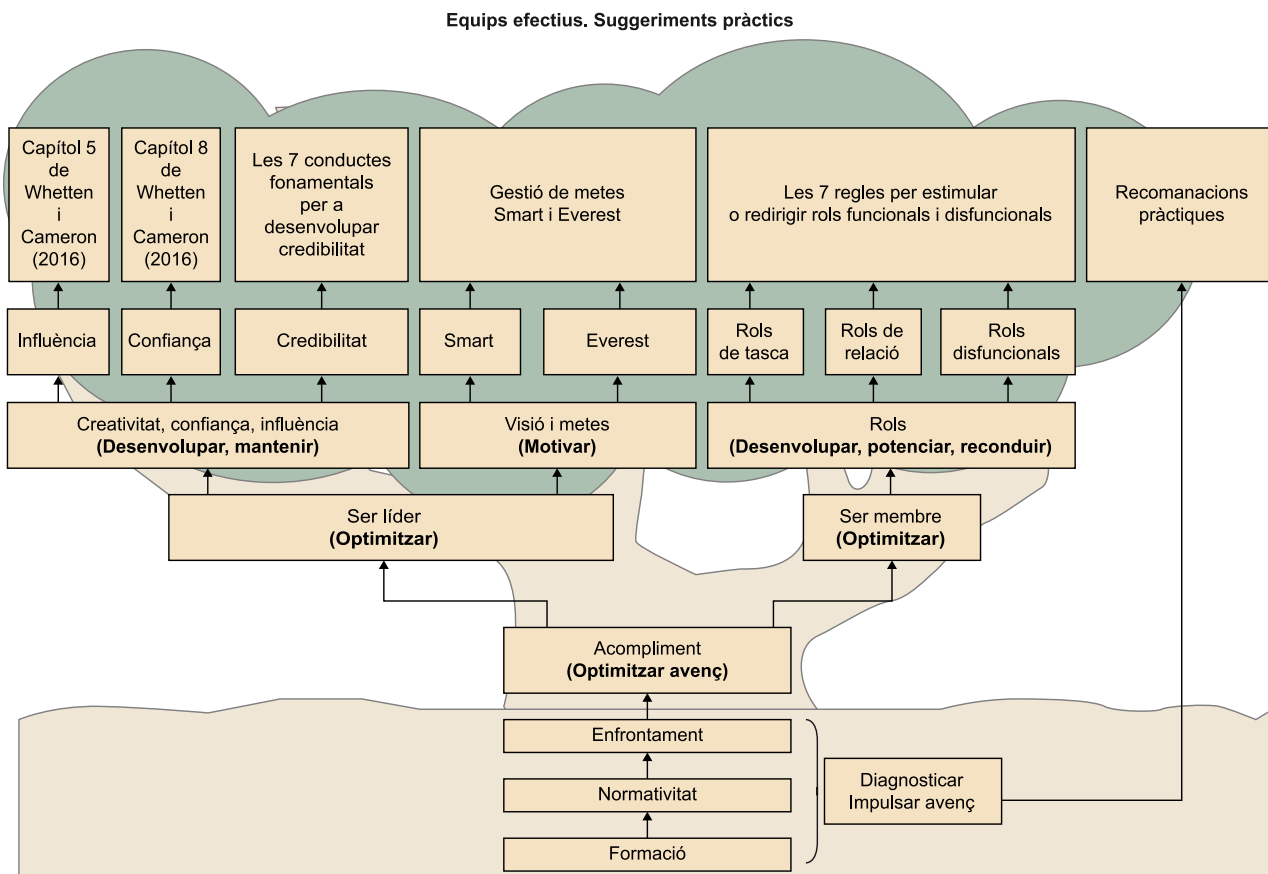 Equips efectius. Suggeriments pràctics
Capítol 5
de
Whetten
i
Cameron
(2016)
Capítol 8
de
Whetten
i
Cameron
(2016)
Les 7 conductes
fonamentals
per a
desenvolupar
credibilitat
Gestió de metes
Smart i Everest
Les 7 regles per estimular
o redirigir rols funcionals i disfuncionals
Recomanacions
pràctiques
Influència
Confiança
Credibilitat
Smart
Everest
Rols
de tasca
Rols de
relació
Rols
disfuncionals
Creativitat, confiança, influència
(Desenvolupar, mantenir)
Visió i metes
(Motivar)
Rols
(Desenvolupar, potenciar, reconduir)
Ser líder
(Optimitzar)
Ser membre
(Optimitzar)
Acompliment
(Optimitzar avenç)
Enfrontament
Normativitat
Formació
Diagnosticar
Impulsar avenç